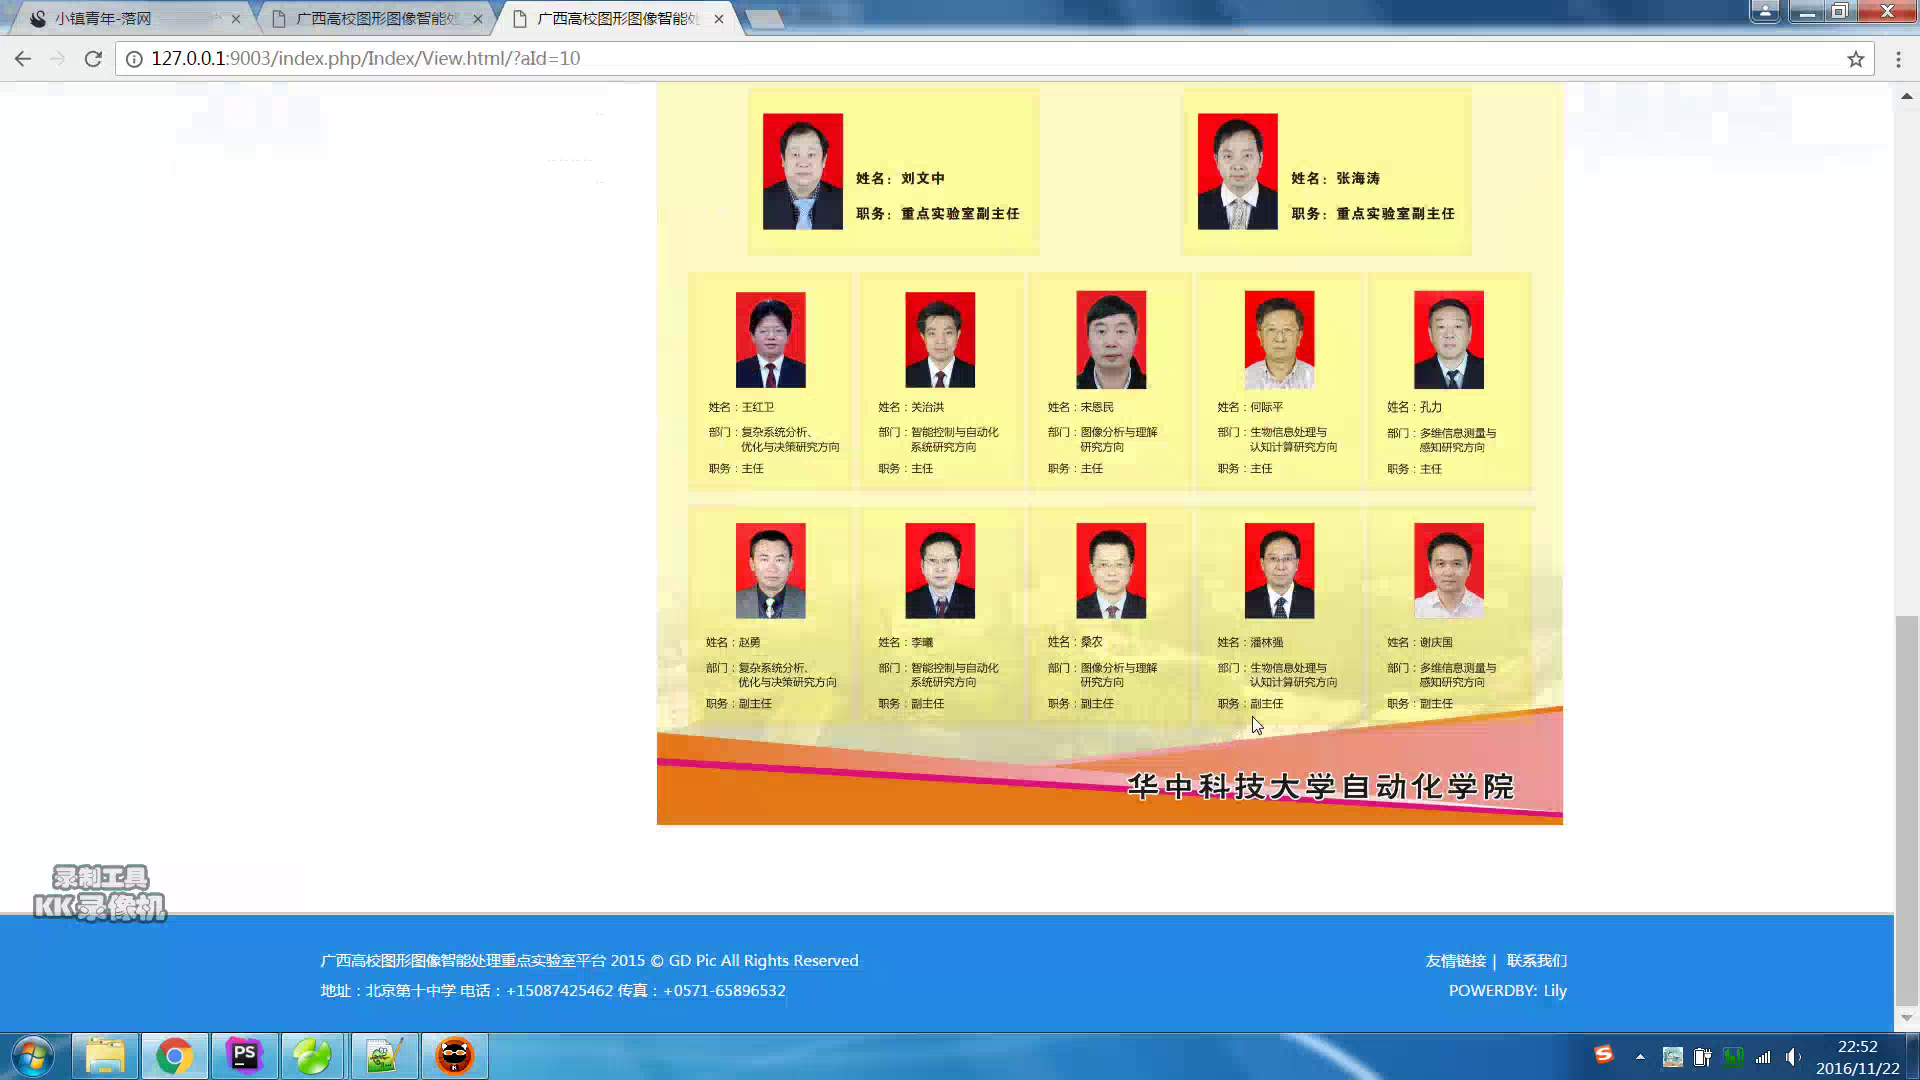 小镇青年-落网
广西高校图形图像智能处
广西高校图形图像智能处
127.0.0.1:9003/index.php/Index/View.html/?aId=10
姓名：刘文中
职务：重点实验室副主任
姓名：张海涛
职务：重点实验室副主任
姓名：王红卫
部门：复杂系统分析、
优化与决策研究方向
职务：主任
姓名：关治洪
部门：智能控制与自动化
系统研究方向
职务：主任
姓名：宋恩民
部门：图像分析与理解
研究方向
职务：主任
姓名：何际平
部门：生物信息处理与
认知计算研究方向
职务：主任
姓名：孔力
部门：多维信息测量与
感知研究方向
职务：主任
姓名：赵勇
部门：复杂系统分析、
优化与决策研究方向
职务：副主任
姓名：李曦
部门：智能控制与自动化
系统研究方向
职务：副主任
姓名：桑农
部门：图像分析与理解
研究方向
职务：副主任
姓名：潘林强
部门：生物信息处理与
认知计算研究方向
职务：副主任
姓名：谢庆国
部门：多维信息测量与
感知研究方向
职务：副主任
华中科技大学自动化学院
录制工具
KK录像机
广西高校图形图像智能处理重点实验室平台 2015 © GD Pic All Rights Reserved
地址：北京第十中学 电话：+15087425462 传真：+0571-65896532
友情链接 | 联系我们
POWERDBY: Lily
PS
22:52
2016/11/22